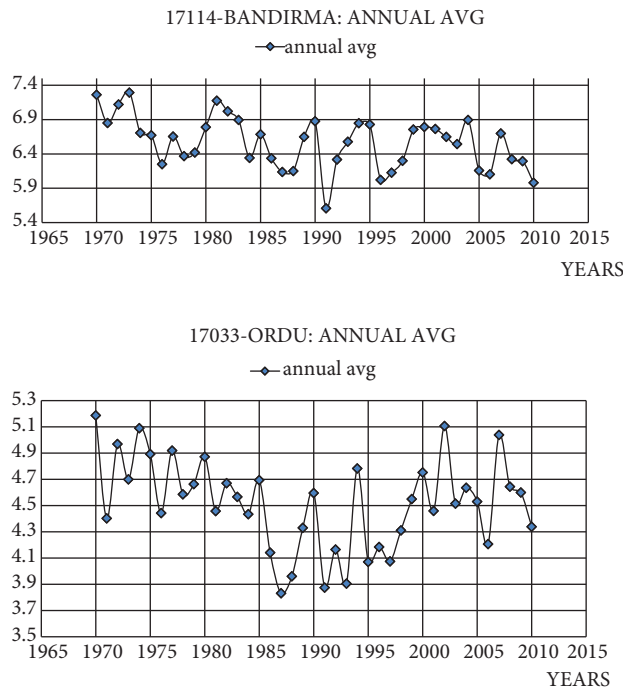 17114-BANDIRMA: ANNUAL AVG
annual avg
7.4
6.9
6.4
5.9
5.4
1965 1970 1975 1980 1985 1990 1995 2000 2005 2010 2015
YEARS
17033-ORDU: ANNUAL AVG
annual avg
5.3
5.1
4.9
4.7
4.5
4.3
4.1
3.9
3.7
3.5
1965 1970 1975 1980 1985 1990 1995 2000 2005 2010 2015
YEARS